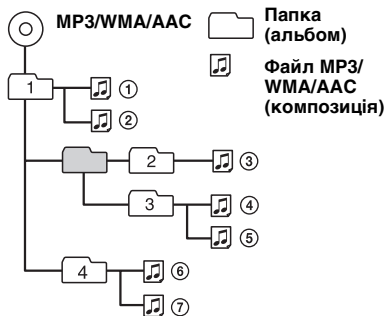 MP3/WMA/AAC
Папка
(альбом)
Файл MP3/
WMA/AAC
(композиція)
1
①
②
2
③
3
④
⑤
4
⑥
⑦